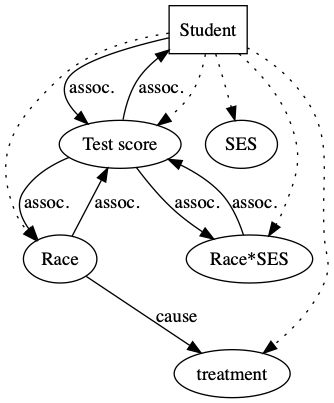 Student
assoc. assoc.
Test score SES
assoc. assoc. assoc. assoc.
Race Race*SES
cause
treatment